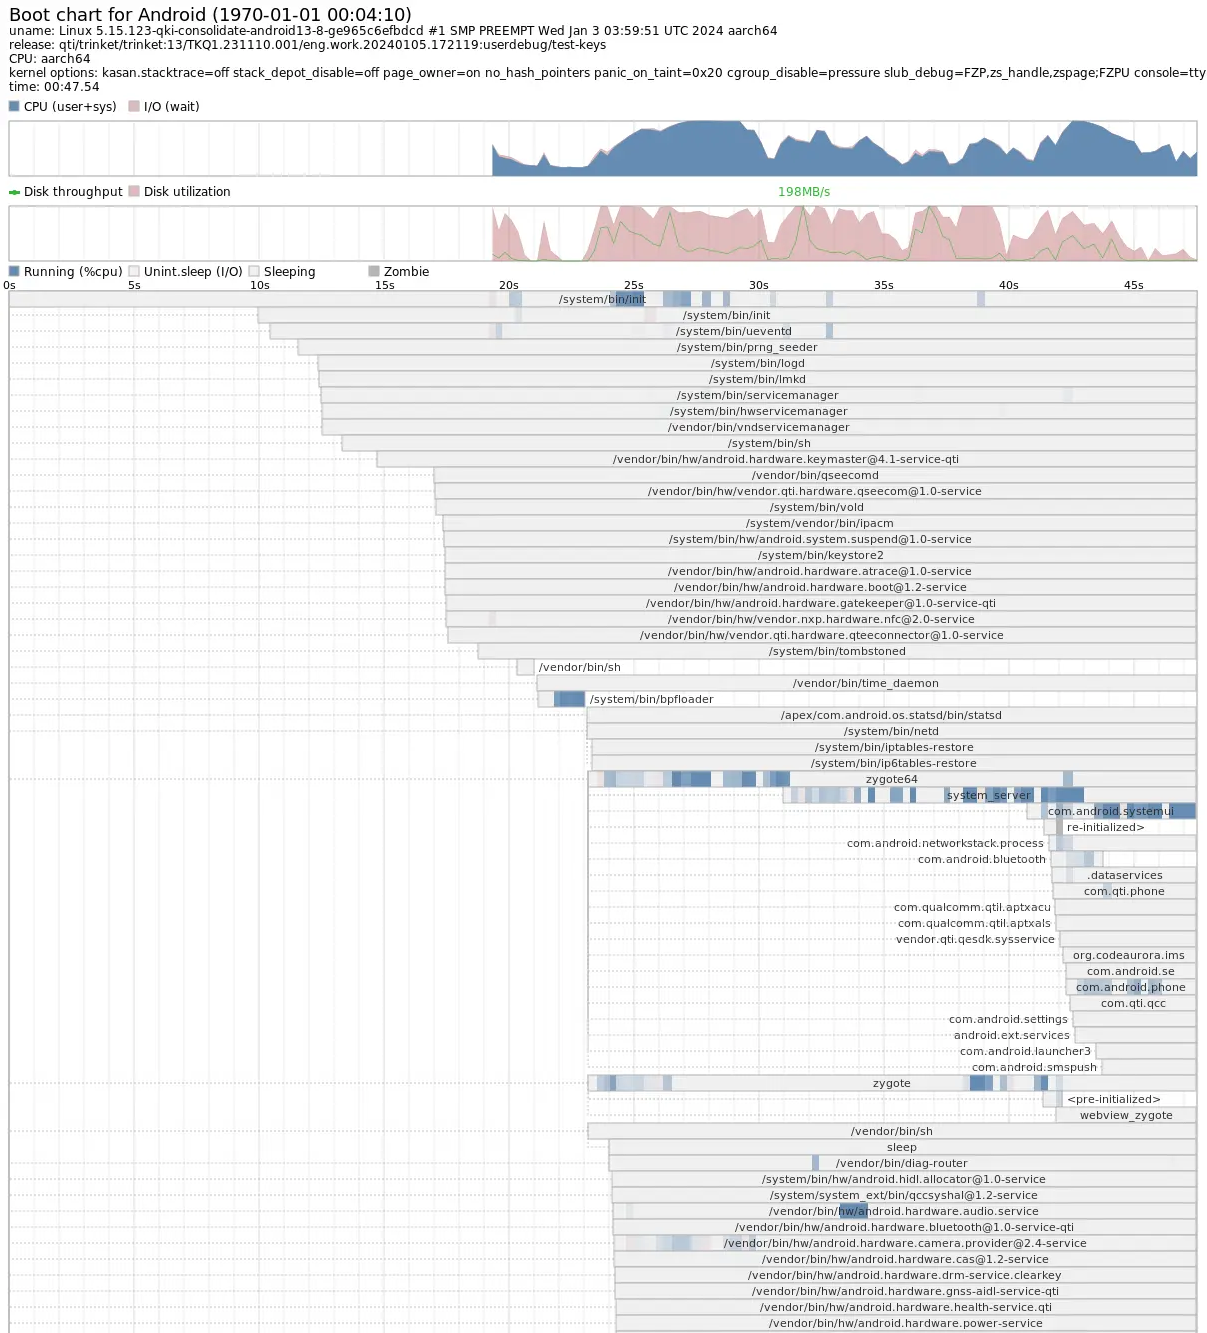 Boot chart for Android (1970-01-01 00:04:10)
uname: Linux 5.15.123-qki-consolidate-android13-8-ge965c6efbdcd #1 SMP PREEMPT Wed Jan 3 03:59:51 UTC 2024 aarch64
release: qti/trinket/trinket:13/TKQ1.231110.001/eng.work.20240105.172119:userdebug/test-keys
CPU: aarch64
kernel options: kasan.stacktrace=off stack_depot_disable=off page_owner=on no_hash_pointers panic_on_taint=0x20 cgroup_disable=pressure slub_debug=FZP,zs_handle,zspage;FZPU console=tty
time: 00:47.54
CPU (user+sys) I/O (wait)
Disk throughput Disk utilization 198MB/s
Running (%cpu) Unint.sleep (I/O) Sleeping Zombie
0s 5s 10s 15s 20s 25s 30s 35s 40s 45s
/system/bin/init
/system/bin/init
/system/bin/ueventd
/system/bin/prng_seeder
/system/bin/logd
/system/bin/lmkd
/system/bin/servicemanager
/system/bin/hwservicemanager
/vendor/bin/vndservicemanager
/system/bin/sh
/vendor/bin/hw/android.hardware.keymaster@4.1-service-qti
/vendor/bin/qseecomd
/vendor/bin/hw/vendor.qti.hardware.qseecom@1.0-service
/system/bin/vold
/system/vendor/bin/ipacm
/system/bin/hw/android.system.suspend@1.0-service
/system/bin/keystore2
/vendor/bin/hw/android.hardware.atrace@1.0-service
/vendor/bin/hw/android.hardware.boot@1.2-service
/vendor/bin/hw/android.hardware.gatekeeper@1.0-service-qti
/vendor/bin/hw/vendor.nxp.hardware.nfc@2.0-service
/vendor/bin/hw/vendor.qti.hardware.qteeconnector@1.0-service
/system/bin/tombstoned
/vendor/bin/sh
/vendor/bin/time_daemon
/system/bin/bpfloader
/apex/com.android.os.statsd/bin/statsd
/system/bin/netd
/system/bin/iptables-restore
/system/bin/ip6tables-restore
zygote64
system_server
com.android.systemui
re-initialized>
com.android.networkstack.process
com.android.bluetooth
.dataservices
com.qti.phone
com.qualcomm.qtil.aptxacu
com.qualcomm.qtil.aptxals
vendor.qti.qesdk.sysservice
org.codeaurora.ims
com.android.se
com.android.phone
com.qti.qcc
com.android.settings
android.ext.services
com.android.launcher3
com.android.smspush
zygote
<pre-initialized>
webview_zygote
/vendor/bin/sh
sleep
/vendor/bin/diag-router
/system/bin/hw/android.hidl.allocator@1.0-service
/system/system_ext/bin/qccsyshal@1.2-service
/vendor/bin/hw/android.hardware.audio.service
/vendor/bin/hw/android.hardware.bluetooth@1.0-service-qti
/vendor/bin/hw/android.hardware.camera.provider@2.4-service
/vendor/bin/hw/android.hardware.cas@1.2-service
/vendor/bin/hw/android.hardware.drm-service.clearkey
/vendor/bin/hw/android.hardware.gnss-aidl-service-qti
/vendor/bin/hw/android.hardware.health-service.qti
/vendor/bin/hw/android.hardware.power-service